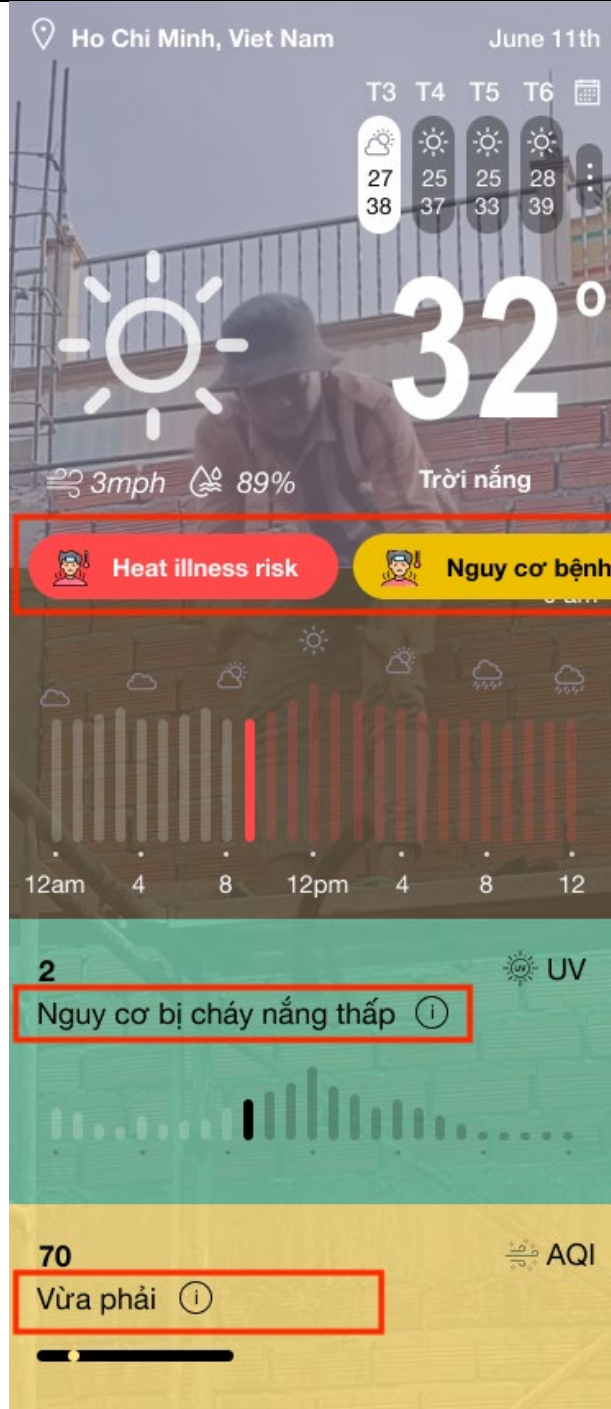 Ho Chi Minh, Viet Nam June 11th
T3 T4 T5 T6
27 25 25 28
38 37 33 39
32°
3mph 89% Trời nắng
Heat illness risk Nguy cơ bệnh
12am 4 8 12pm 4 8 12
2 UV
Nguy cơ bị cháy nắng thấp
70 AQI
Vừa phải